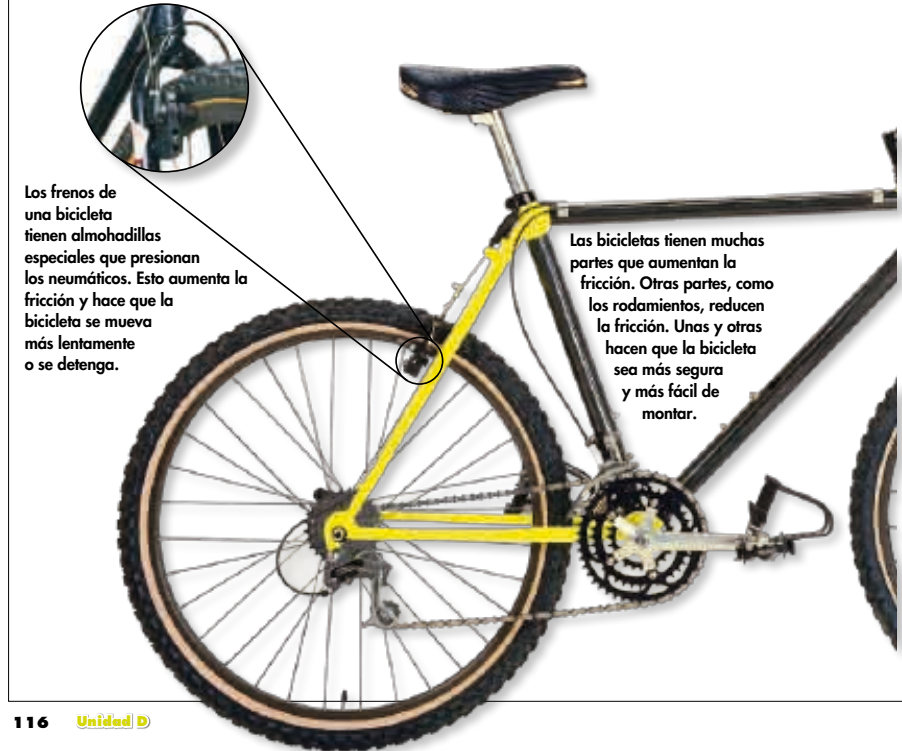 Los frenos de
una bicicleta
tienen almohadillas
especiales que presionan
los neumáticos. Esto aumenta la
fricción y hace que la
bicicleta se mueva
más lentamente
o se detenga.
Las bicicletas tienen muchas
partes que aumentan la
fricción. Otras partes, como
los rodamientos, reducen
la fricción. Unas y otras
hacen que la bicicleta
sea más segura
y más fácil de
montar.
116 Unidad D